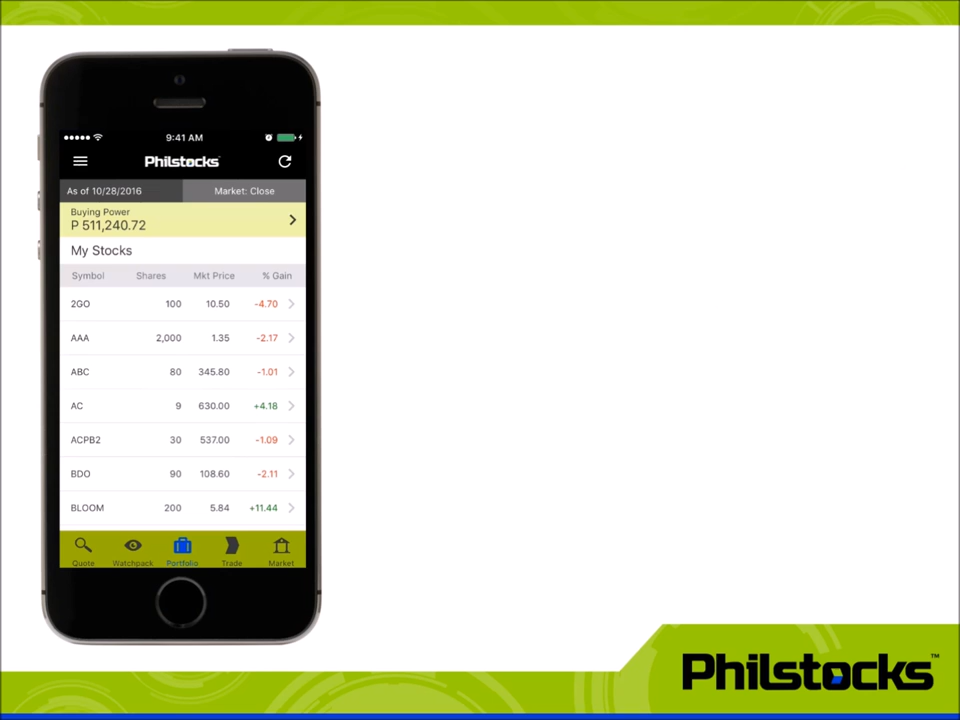 9:41 AM
Philstocks
As of 10/28/2016 Market: Close
Buying Power
P 511,240.72
My Stocks
Symbol Shares Mkt Price % Gain
2GO 100 10.50 -4.70
AAA 2,000 1.35 -2.17
ABC 80 345.80 -1.01
AC 9 630.00 +4.18
ACPB2 30 537.00 -1.09
BDO 90 108.60 -2.11
BLOOM 200 5.84 +11.44
Quote Watchpack Portfolio Trade Market
Philstocks™